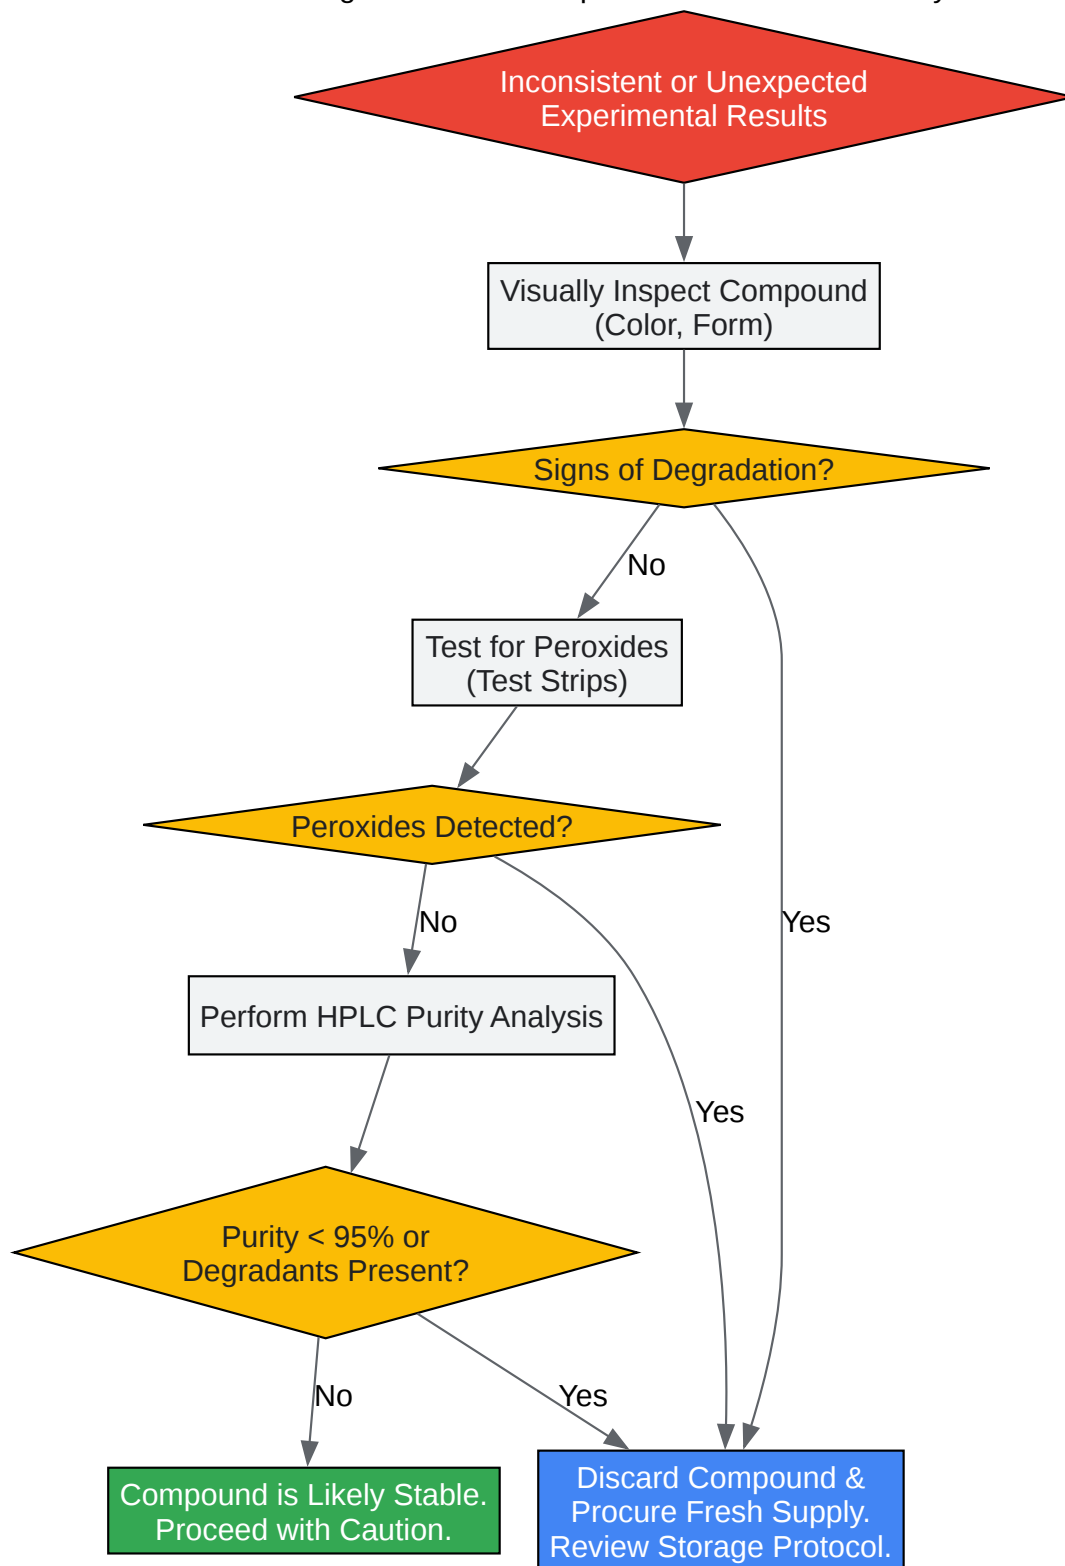 Inconsistent or Unexpected
Experimental Results
Visually Inspect Compound
(Color, Form)
Signs of Degradation?
No
Test for Peroxides
(Test Strips)
Peroxides Detected?
No
Yes
Perform HPLC Purity Analysis
Yes
Purity < 95% or
Degradants Present?
No
Yes
Compound is Likely Stable.
Proceed with Caution.
Discard Compound &
Procure Fresh Supply.
Review Storage Protocol.